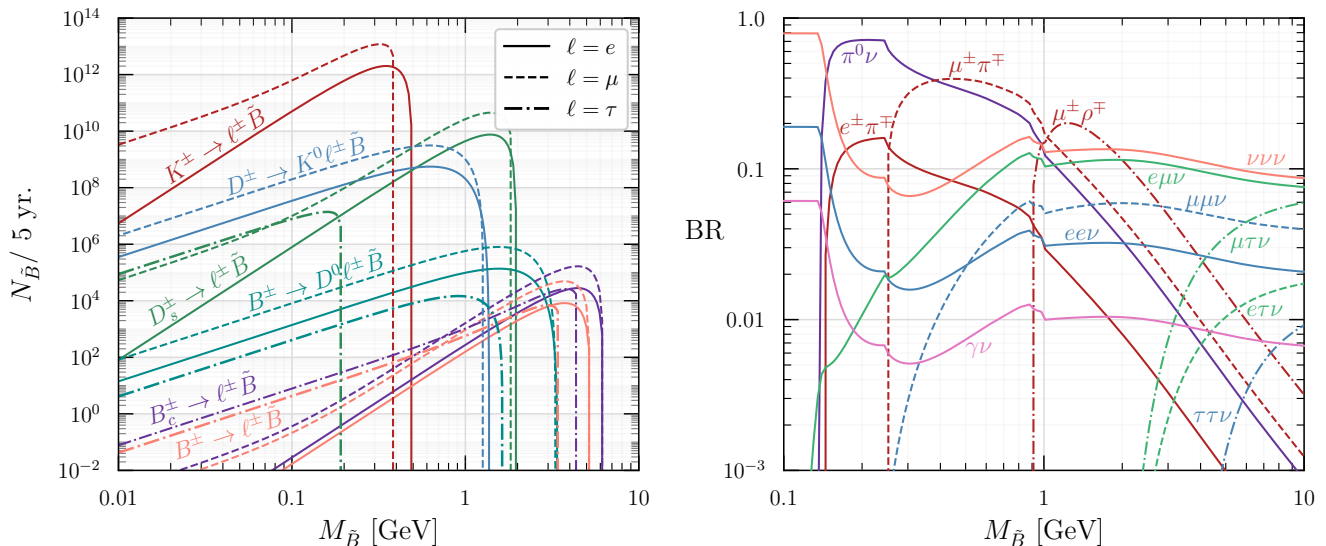 10^14
10^12
10^10
10^8
10^6
10^4
10^2
10^0
10^−2
N_B̃ / 5 yr.
ℓ = e
ℓ = μ
ℓ = τ
K^± → ℓ^± B̃
D^± → K^0 ℓ^± B̃
D_s^± → ℓ^± B̃
B^± → D^0 ℓ^± B̃
B_c^± → ℓ^± B̃
B^± → ℓ^± B̃
0.01 0.1 1 10
M_B̃ [GeV]
1.0
0.1
0.01
10^−3
BR
π^0 ν
μ^± π^∓
e^± π^∓
μ^± ρ^∓
ννν
eμν
μμν
eeν
μτν
eτν
γν
ττν
0.1 1 10
M_B̃ [GeV]